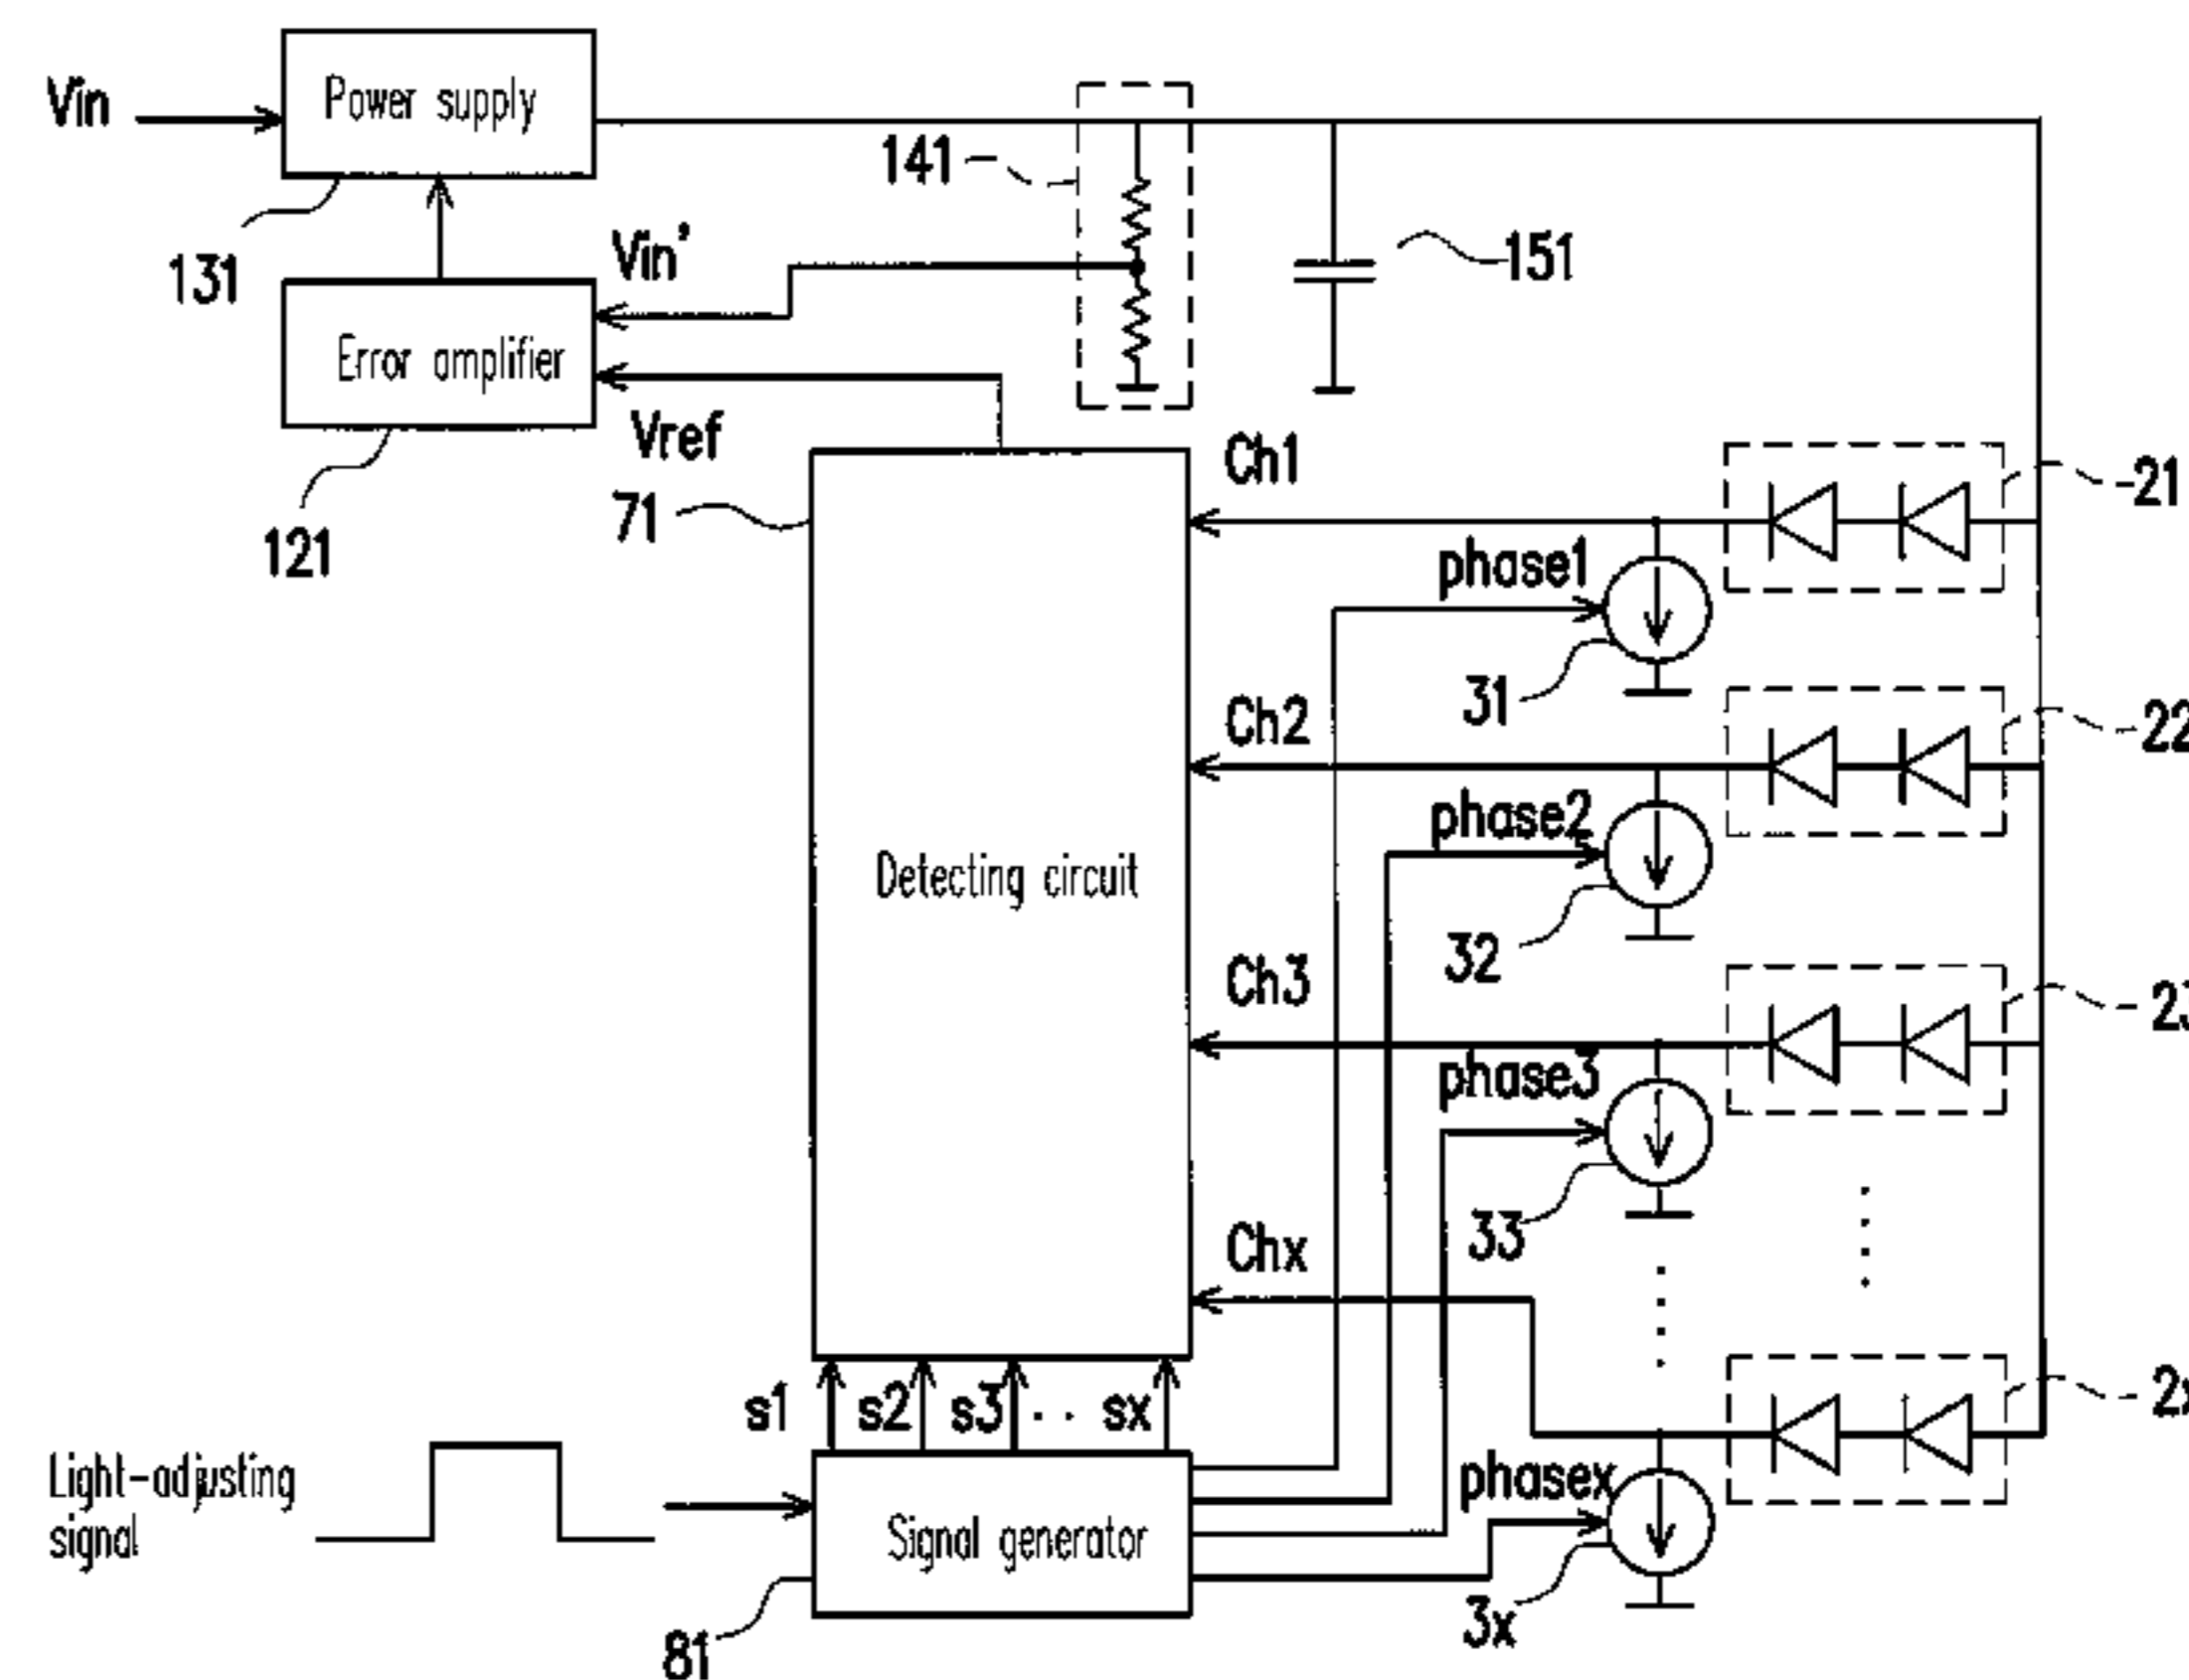 Vin
Power supply
141
151
131
Vin'
Error amplifier
Vref
121
71
Ch1
21
phase1
31
Ch2
22
phase2
Detecting circuit
32
Ch3
phase3
33
Chx
s1 s2 s3 .. sx
Light-adjusting
signal
Signal generator
phasex
3x
81